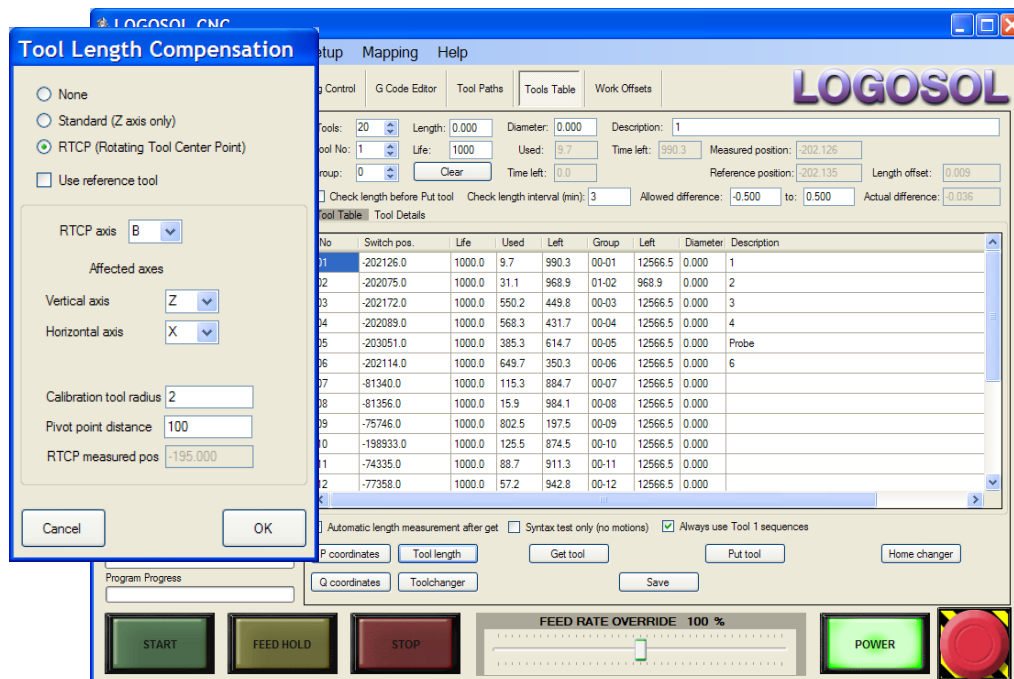 LOGOSOL CNC
Tool Length Compensation
None
Standard (Z axis only)
RTCP (Rotating Tool Center Point)
Use reference tool
RTCP axis B
Affected axes
Vertical axis Z
Horizontal axis X
Calibration tool radius 2
Pivot point distance 100
RTCP measured pos -195.000
Cancel OK
Mapping Help
G Code Editor Tool Paths Tools Table Work Offsets
LOGOSOL
Tools: 20 Length: 0.000 Diameter: 0.000 Description: 1
Tool No: 1 Life: 1000 Used: 9.7 Time left: 990.3 Measured position: -202.126
Group: 0 Clear Time left: 0.0 Reference position: -202.135 Length offset: 0.009
Check length before Put tool Check length interval (min): 3 Allowed difference: -0.500 to: 0.500 Actual difference: -0.036
Tool Table Tool Details
No Switch pos. Life Used Left Group Left Diameter Description
01 -202126.0 1000.0 9.7 990.3 00-01 12566.5 0.000 1
02 -202075.0 1000.0 31.1 968.9 01-02 968.9 0.000 2
03 -202172.0 1000.0 550.2 449.8 00-03 12566.5 0.000 3
04 -202089.0 1000.0 568.3 431.7 00-04 12566.5 0.000 4
05 -203051.0 1000.0 385.3 614.7 00-05 12566.5 0.000 Probe
06 -202114.0 1000.0 649.7 350.3 00-06 12566.5 0.000 6
07 -81340.0 1000.0 115.3 884.7 00-07 12566.5 0.000
08 -81356.0 1000.0 15.9 984.1 00-08 12566.5 0.000
09 -75746.0 1000.0 802.5 197.5 00-09 12566.5 0.000
10 -198933.0 1000.0 125.5 874.5 00-10 12566.5 0.000
11 -74335.0 1000.0 88.7 911.3 00-11 12566.5 0.000
12 -77358.0 1000.0 57.2 942.8 00-12 12566.5 0.000
Automatic length measurement after get Syntax test only (no motions) Always use Tool 1 sequences
P coordinates Tool length Get tool Put tool Home changer
Q coordinates Toolchanger Save
Program Progress
START FEED HOLD STOP FEED RATE OVERRIDE 100 % POWER